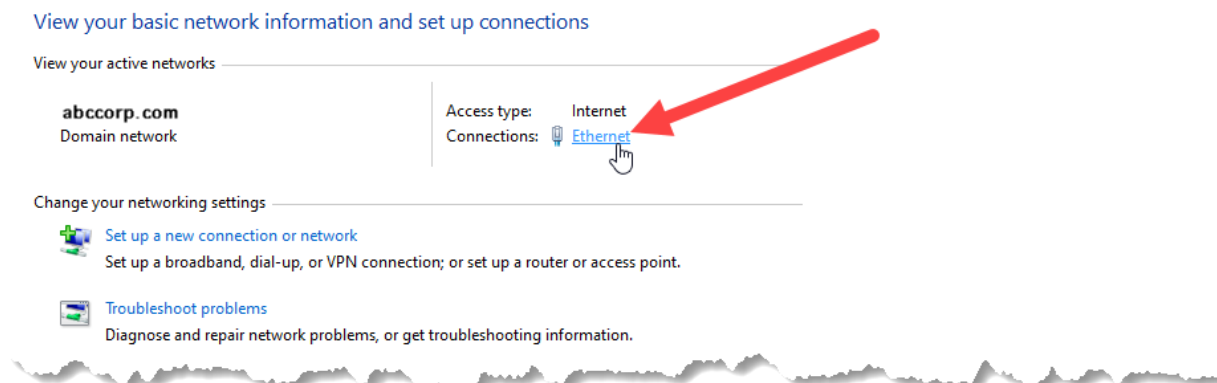 View your basic network information and set up connections
View your active networks
abccorp.com
Domain network
Access type: Internet
Connections: Ethernet
Change your networking settings
Set up a new connection or network
Set up a broadband, dial-up, or VPN connection; or set up a router or access point.
Troubleshoot problems
Diagnose and repair network problems, or get troubleshooting information.